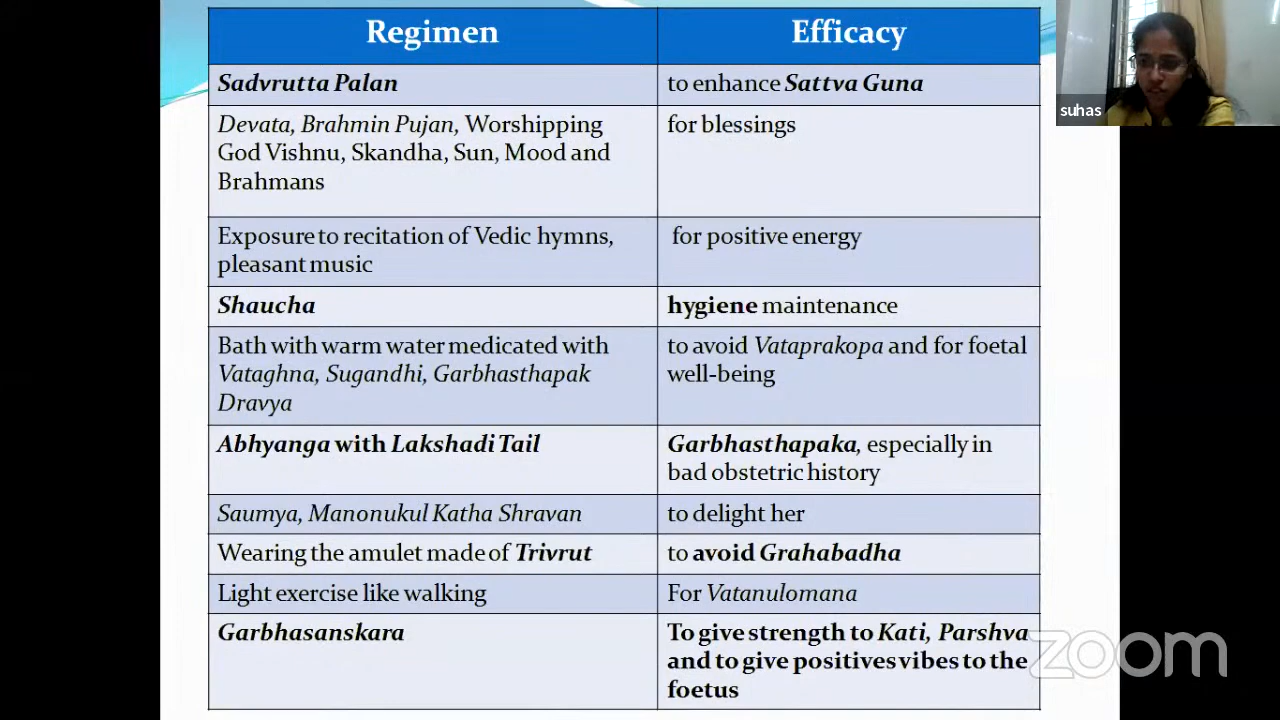 Regimen
Efficacy
Sadvrutta Palan
to enhance Sattva Guna
Devata, Brahmin Pujan, Worshipping
God Vishnu, Skandha, Sun, Mood and
Brahmans
for blessings
Exposure to recitation of Vedic hymns,
pleasant music
for positive energy
Shaucha
hygiene maintenance
Bath with warm water medicated with
Vataghna, Sugandhi, Garbhasthapak
Dravya
to avoid Vataprakopa and for foetal
well-being
Abhyanga with Lakshadi Tail
Garbhasthapaka, especially in
bad obstetric history
Saumya, Manonukul Katha Shravan
to delight her
Wearing the amulet made of Trivrut
to avoid Grahabadha
Light exercise like walking
For Vatanulomana
Garbhasanskara
To give strength to Kati, Parshva
and to give positives vibes to the
foetus
suhas
zoom